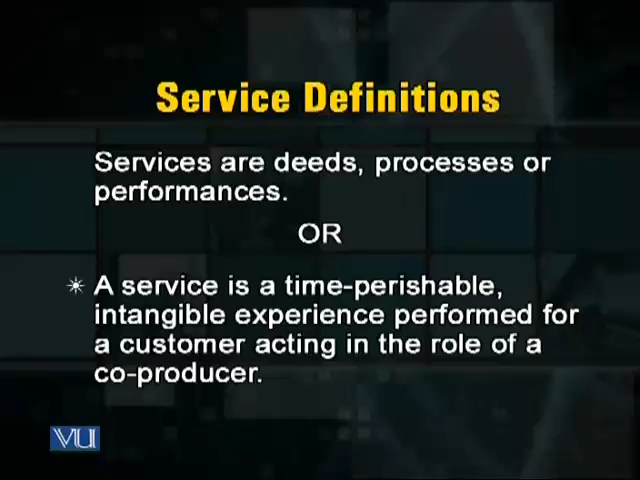 Service Definitions
Services are deeds, processes or
performances.
OR
A service is a time-perishable,
intangible experience performed for
a customer acting in the role of a
co-producer.
VU